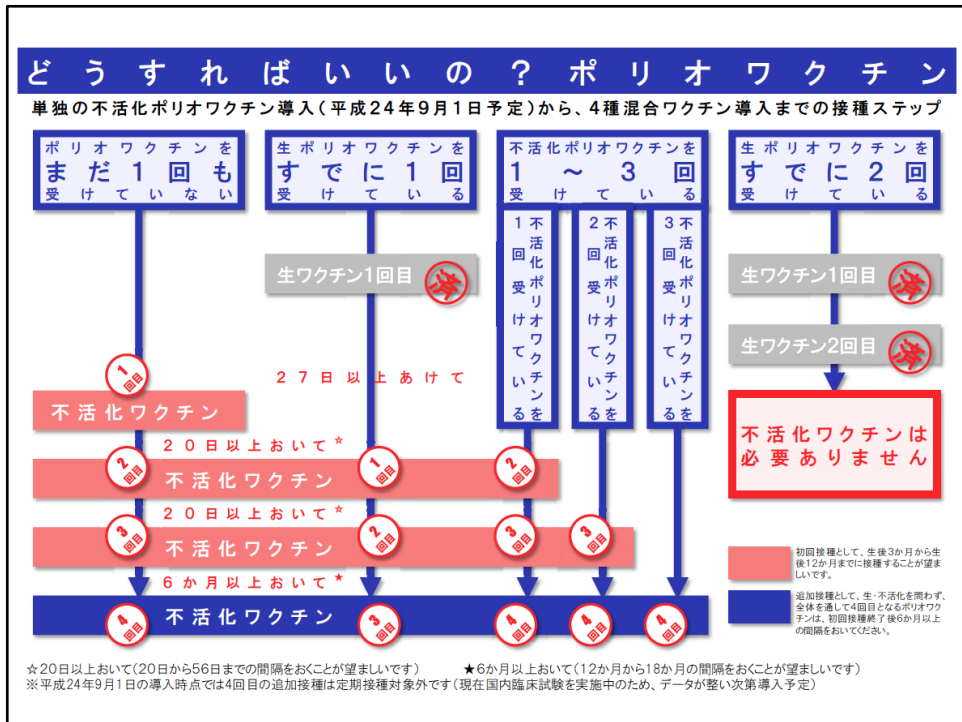 どうすればいいの？ポリオワクチン
単独の不活化ポリオワクチン導入(平成24年9月1日予定)から、4種混合ワクチン導入までの接種ステップ
ポリオワクチンを
まだ1回も
受けていない
生ポリオワクチンを
すでに1回
受けている
不活化ポリオワクチンを
1～3回
受けている
生ポリオワクチンを
すでに2回
受けている
不活化ポリオワクチンを
1回受けている
不活化ポリオワクチンを
2回受けている
不活化ポリオワクチンを
3回受けている
生ワクチン1回目
済
生ワクチン1回目
済
生ワクチン2回目
済
27日以上あけて
1回目
不活化ワクチン
不活化ワクチンは
必要ありません
20日以上おいて☆
2回目
不活化ワクチン
1回目
2回目
20日以上おいて☆
3回目
不活化ワクチン
2回目
3回目
3回目
6か月以上おいて★
4回目
不活化ワクチン
3回目
4回目
4回目
4回目
初回接種として、生後3か月から生
後12か月までに接種することが望ま
しいです。
追加接種として、生・不活化を問わず、
全体を通して4回目となるポリオワク
チンは、初回接種終了後6か月以上
の間隔をおいてください。
☆20日以上おいて(20日から56日までの間隔をおくことが望ましいです)
★6か月以上おいて(12か月から18か月の間隔をおくことが望ましいです)
※平成24年9月1日の導入時点では4回目の追加接種は定期接種対象外です(現在国内臨床試験を実施中のため、データが整い次第導入予定)